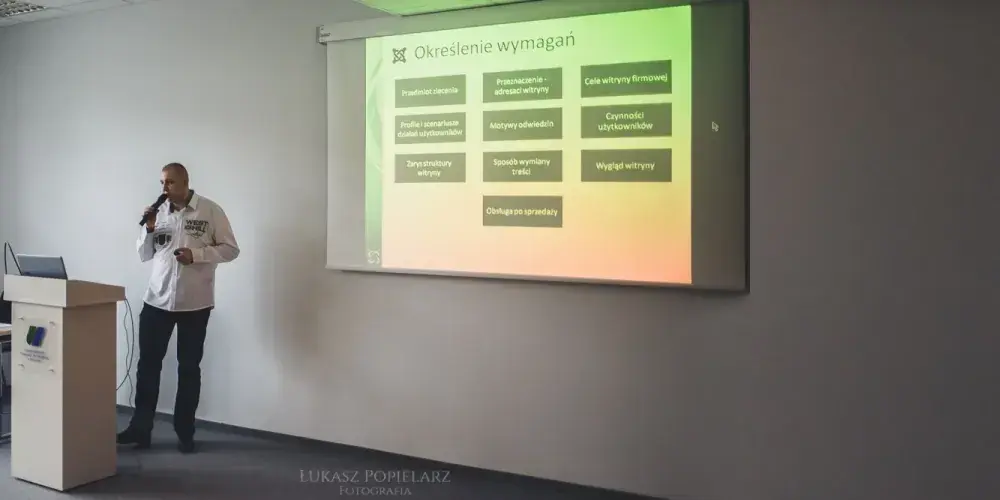 Określenie wymagań
Przedmiot zlecenia
Przeznaczenie -
adresaci witryny
Cele witryny firmowej
Profile i scenariusze
działań użytkowników
Motywy odwiedzin
Czynności
użytkowników
Zarys struktury
witryny
Sposób wymiany
treści
Wygląd witryny
Obsługa po sprzedaży
WEST
Łukasz Popielarz
Fotografia